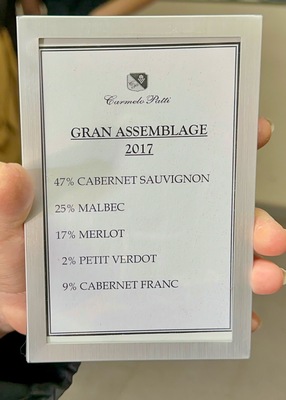 Carmelo Patti
GRAN ASSEMBLAGE
2017
47% CABERNET SAUVIGNON
25% MALBEC
17% MERLOT
2% PETIT VERDOT
9% CABERNET FRANC